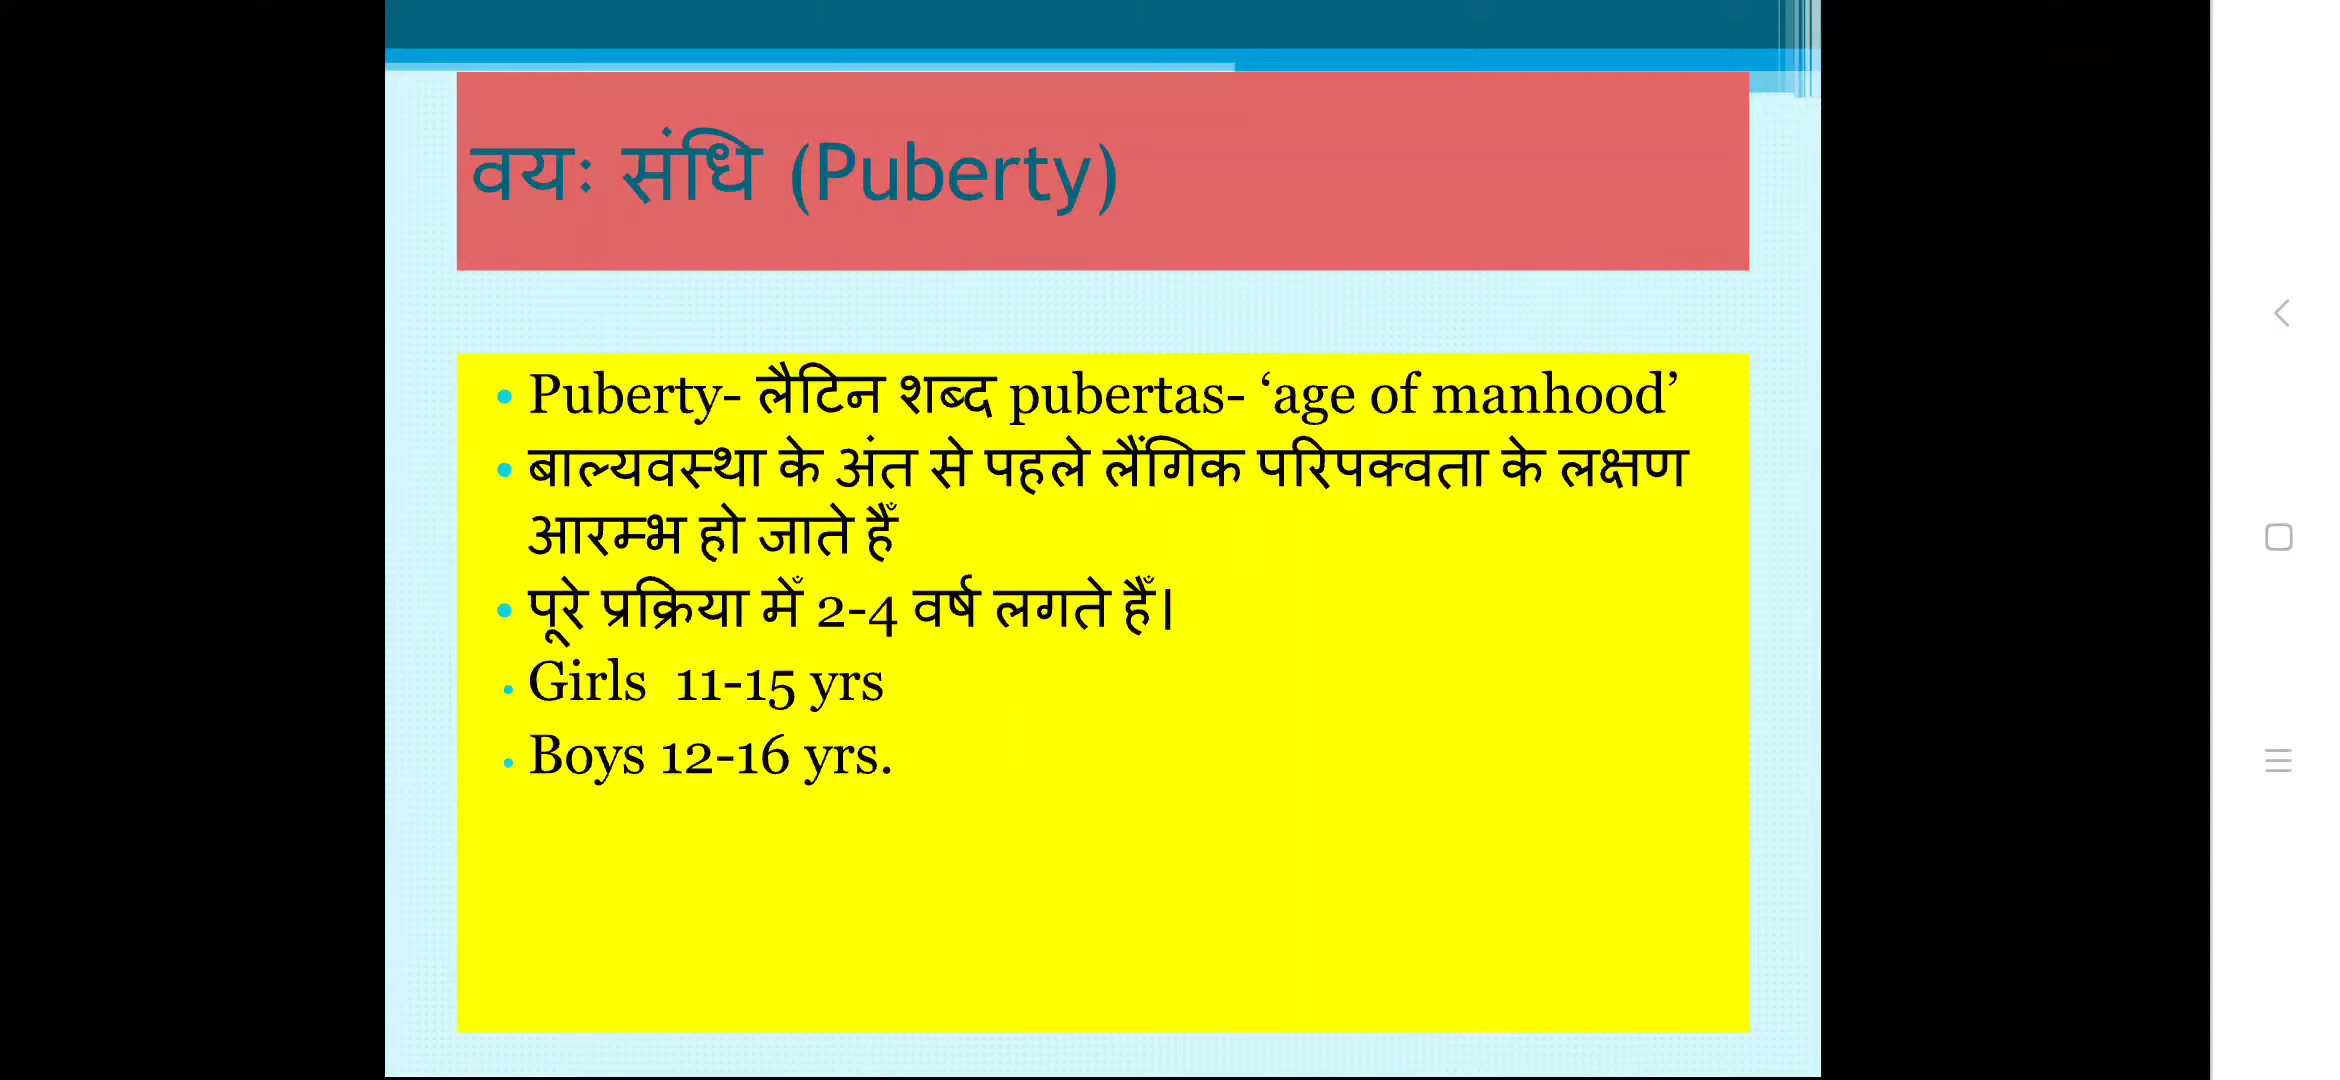 वयः संधि (Puberty)
• Puberty- लैटिन शब्द pubertas- ‘age of manhood’
• बाल्यवस्था के अंत से पहले लैंगिक परिपक्वता के लक्षण
आरम्भ हो जाते हैँ
• पूरे प्रक्रिया मेँ 2-4 वर्ष लगते हैँ।
• Girls 11-15 yrs
• Boys 12-16 yrs.